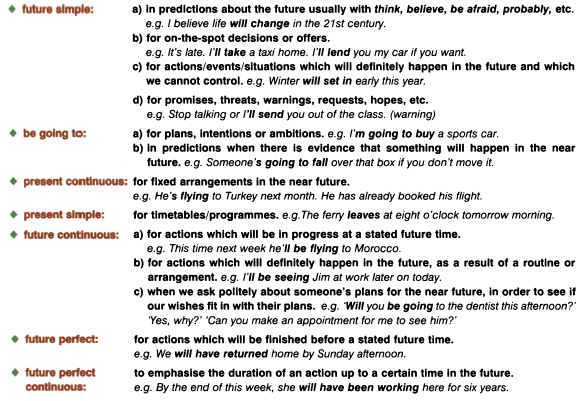 ◆ future simple: a) in predictions about the future usually with think, believe, be afraid, probably, etc.
e.g. I believe life will change in the 21st century.
b) for on-the-spot decisions or offers.
e.g. It's late. I'll take a taxi home. I'll lend you my car if you want.
c) for actions/events/situations which will definitely happen in the future and which
we cannot control. e.g. Winter will set in early this year.
d) for promises, threats, warnings, requests, hopes, etc.
e.g. Stop talking or I'll send you out of the class. (warning)
◆ be going to: a) for plans, intentions or ambitions. e.g. I'm going to buy a sports car.
b) in predictions when there is evidence that something will happen in the near
future. e.g. Someone's going to fall over that box if you don't move it.
◆ present continuous: for fixed arrangements in the near future.
e.g. He's flying to Turkey next month. He has already booked his flight.
◆ present simple: for timetables/programmes. e.g.The ferry leaves at eight o'clock tomorrow morning.
◆ future continuous: a) for actions which will be in progress at a stated future time.
e.g. This time next week he'll be flying to Morocco.
b) for actions which will definitely happen in the future, as a result of a routine or
arrangement. e.g. I'll be seeing Jim at work later on today.
c) when we ask politely about someone's plans for the near future, in order to see if
our wishes fit in with their plans. e.g. 'Will you be going to the dentist this afternoon?'
'Yes, why?' 'Can you make an appointment for me to see him?'
◆ future perfect: for actions which will be finished before a stated future time.
e.g. We will have returned home by Sunday afternoon.
◆ future perfect to emphasise the duration of an action up to a certain time in the future.
continuous: e.g. By the end of this week, she will have been working here for six years.